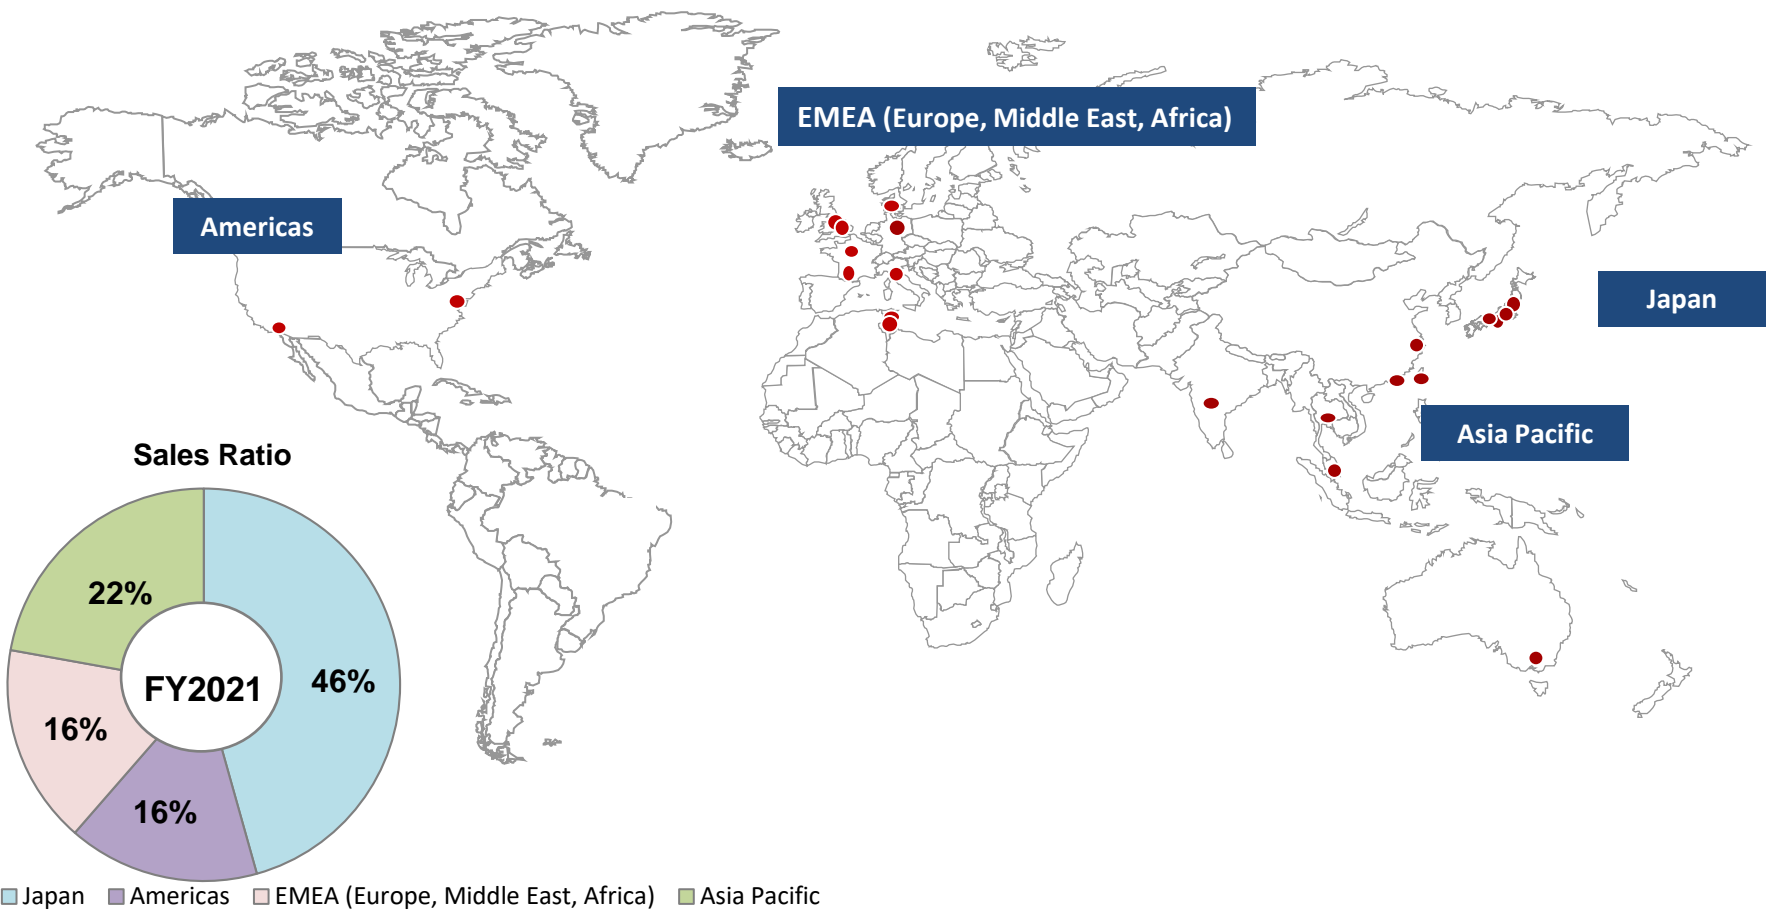 EMEA (Europe, Middle East, Africa)
Americas
Japan
Asia Pacific
Sales Ratio
22%
46%
FY2021
16%
16%
Japan Americas EMEA (Europe, Middle East, Africa) Asia Pacific